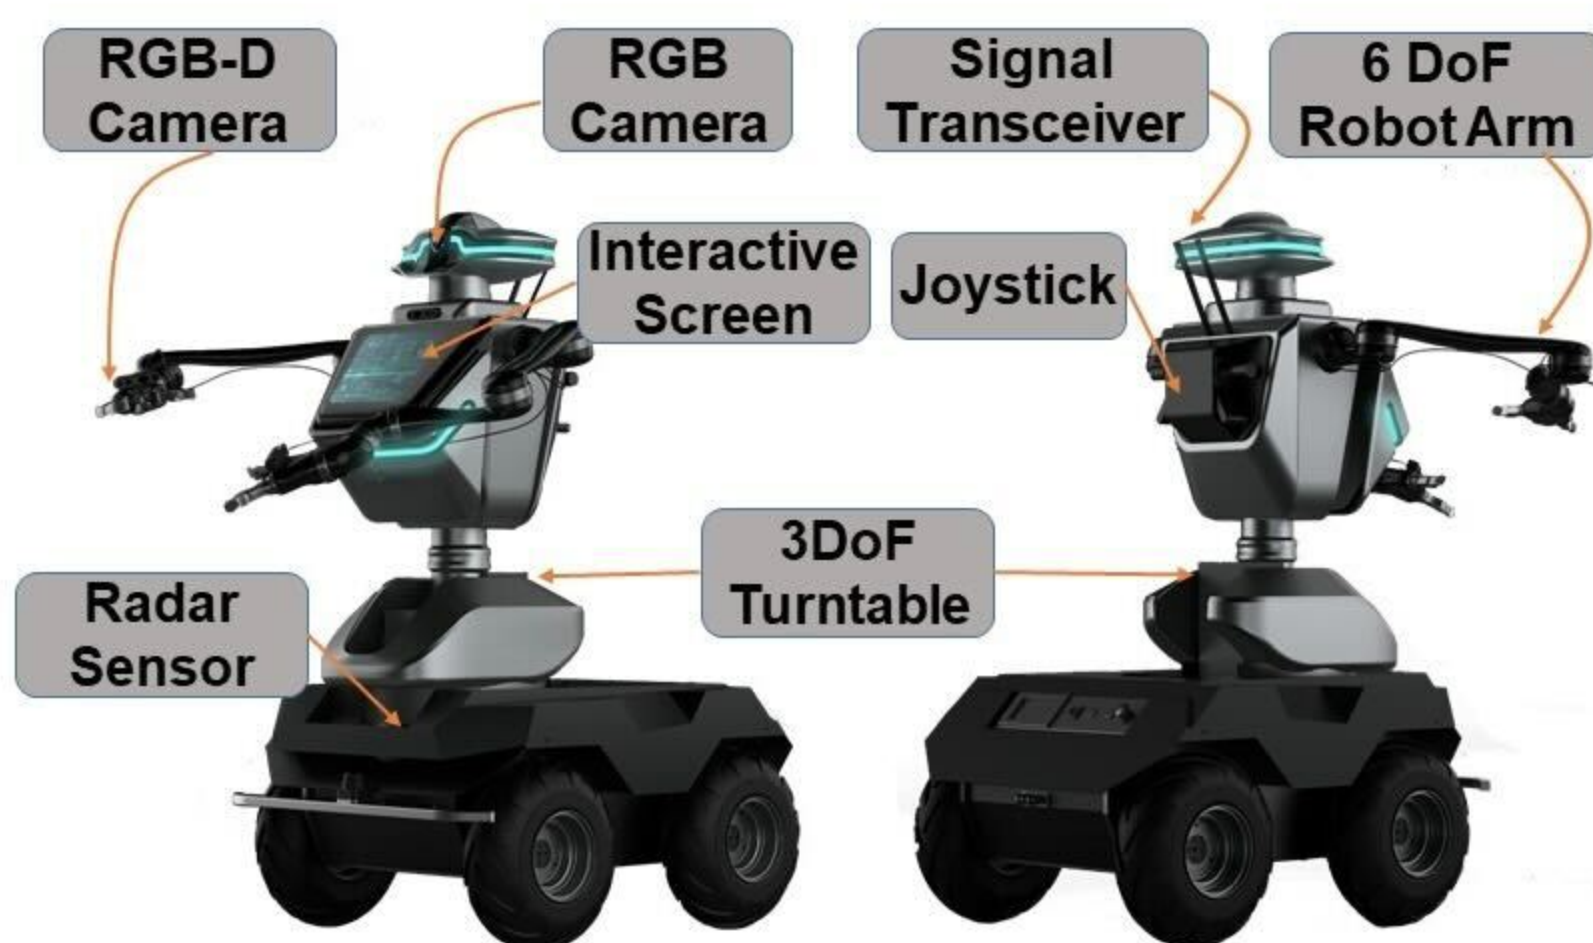 RGB-D
Camera
RGB
Camera
Signal
Transceiver
6 DoF
Robot Arm
Interactive
Screen
Joystick
3DoF
Turntable
Radar
Sensor